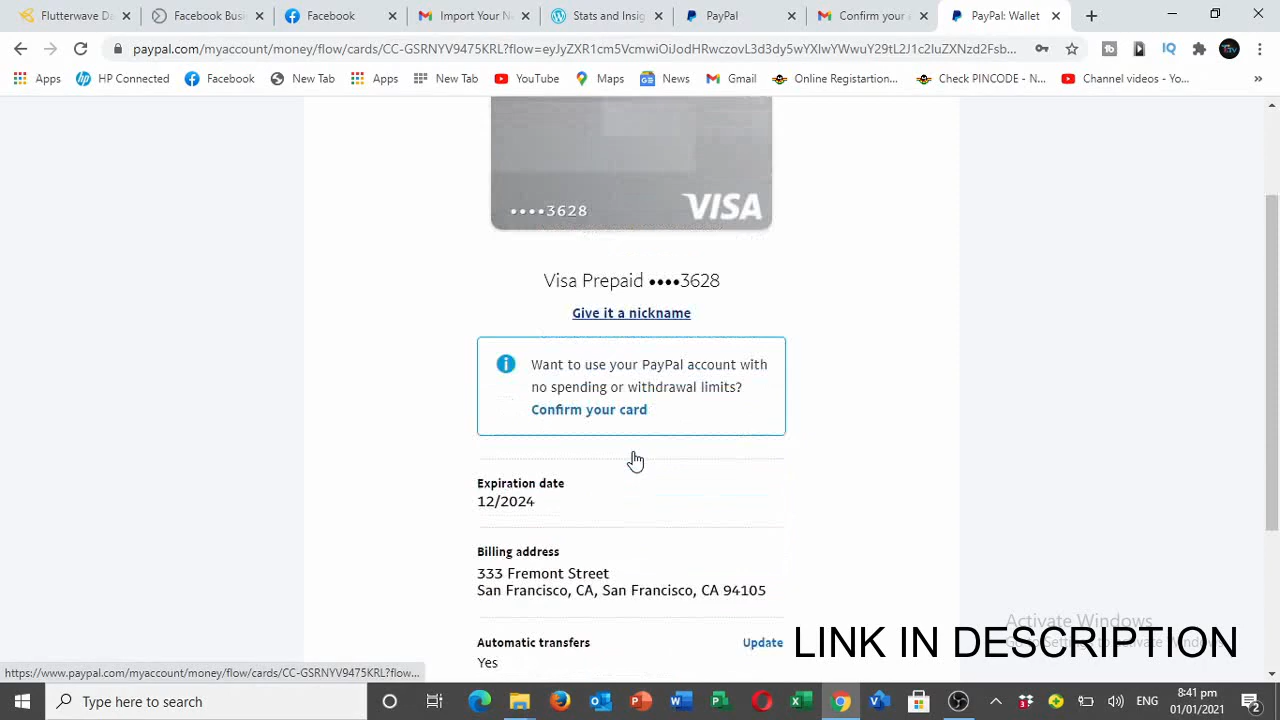 Flutterwave Da
Facebook Busi
Facebook
Import Your N
Stats and Insig
PayPal
Confirm your a
PayPal: Wallet
paypal.com/myaccount/money/flow/cards/CC-GSRNYV9475KRL?flow=
Apps
HP Connected
Facebook
New Tab
Apps
New Tab
YouTube
Maps
News
Gmail
Online Registartion...
Check PINCODE - N...
Channel videos - Yo...
••••3628
VISA
Visa Prepaid ••••3628
Give it a nickname
Want to use your PayPal account with
no spending or withdrawal limits?
Confirm your card
Expiration date
12/2024
Billing address
333 Fremont Street
San Francisco, CA, San Francisco, CA 94105
Automatic transfers
Update
Yes
Activate Windows
LINK IN DESCRIPTION
https://www.paypal.com/myaccount/money/flow/cards/CC-GSRNYV9475KRL?flow...
Type here to search
ENG
8:41 pm
01/01/2021
2